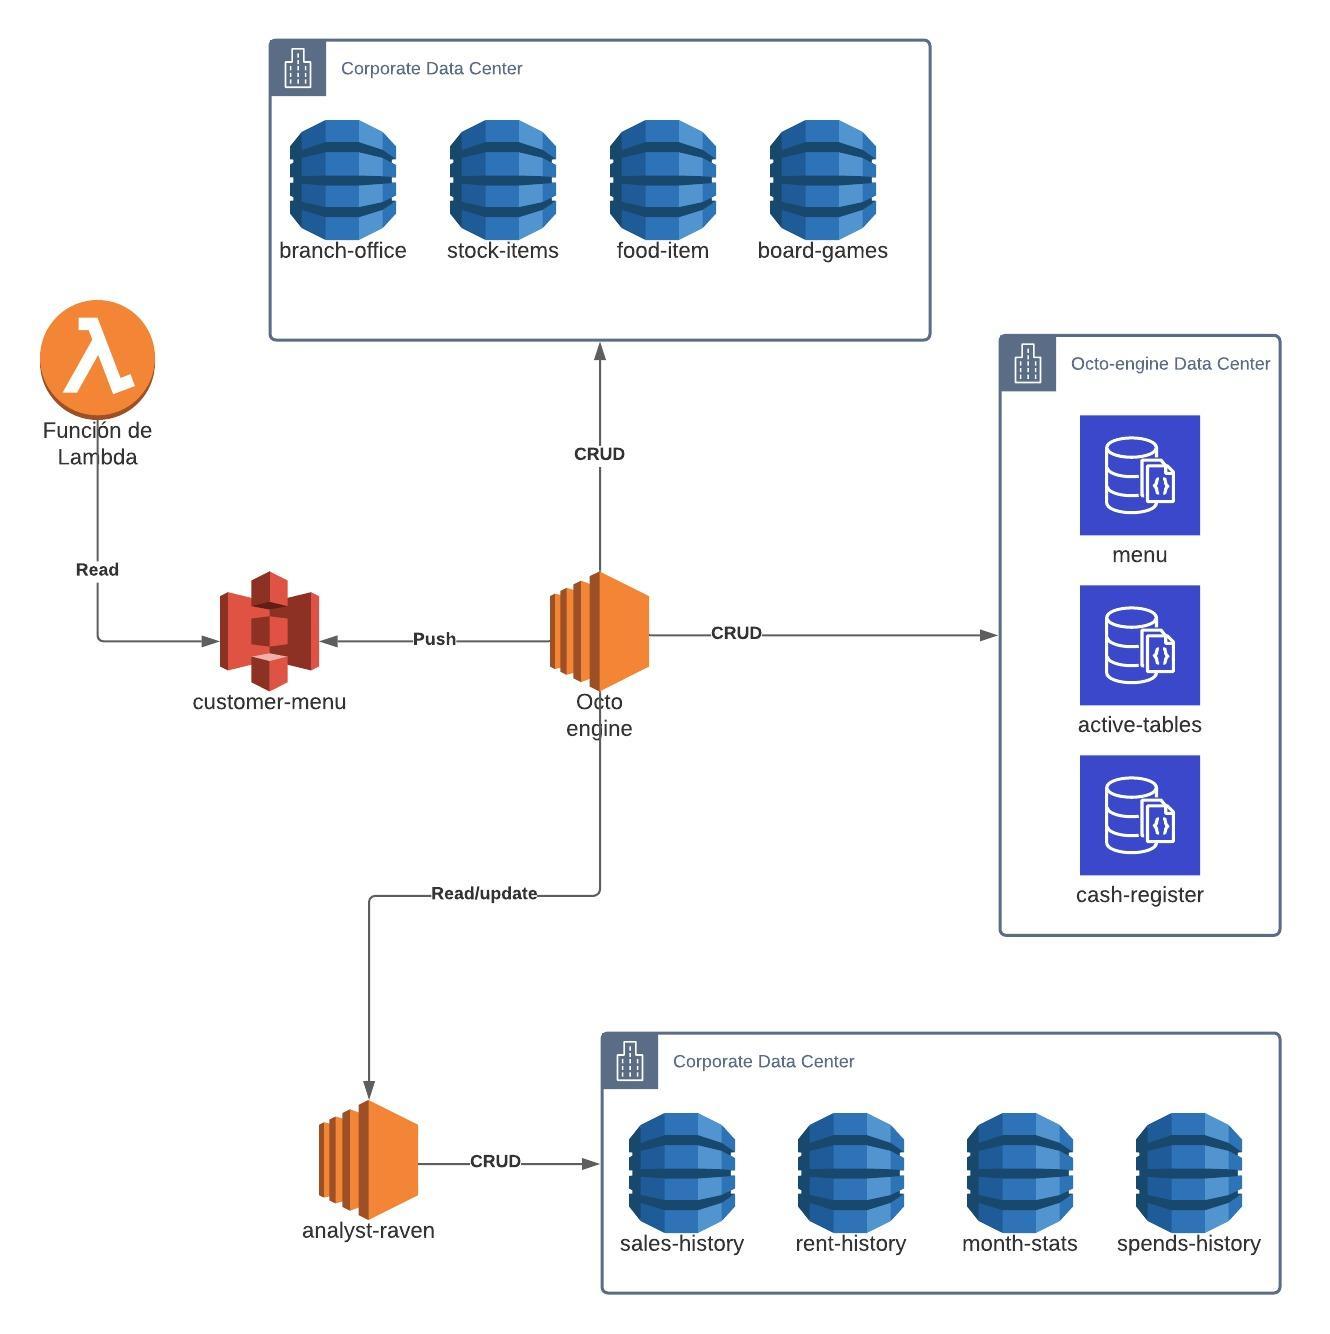 Corporate Data Center
branch-office
stock-items
food-item
board-games
Función de
Lambda
Octo-engine Data Center
CRUD
menu
Read
Push
CRUD
customer-menu
Octo
engine
active-tables
Read/update
cash-register
Corporate Data Center
CRUD
analyst-raven
sales-history
rent-history
month-stats
spends-history